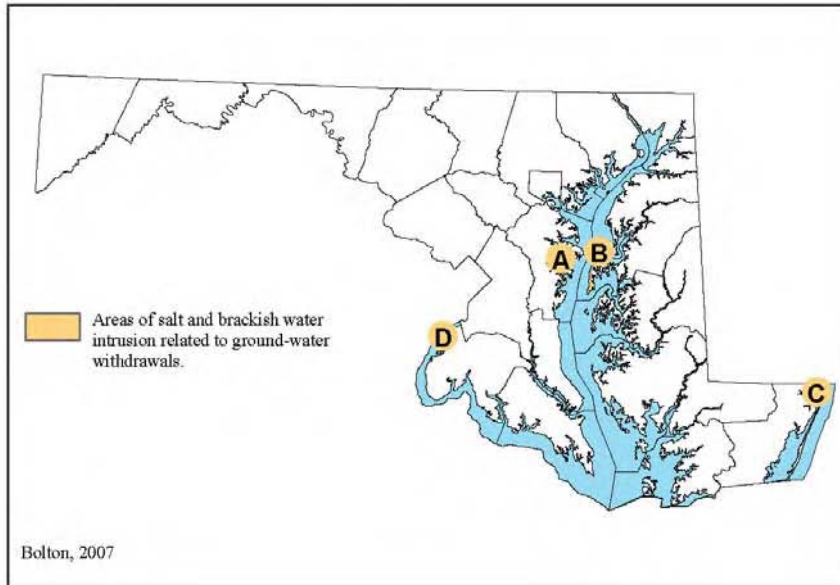 A
B
D
C
Areas of salt and brackish water
intrusion related to ground-water
withdrawals.
Bolton, 2007